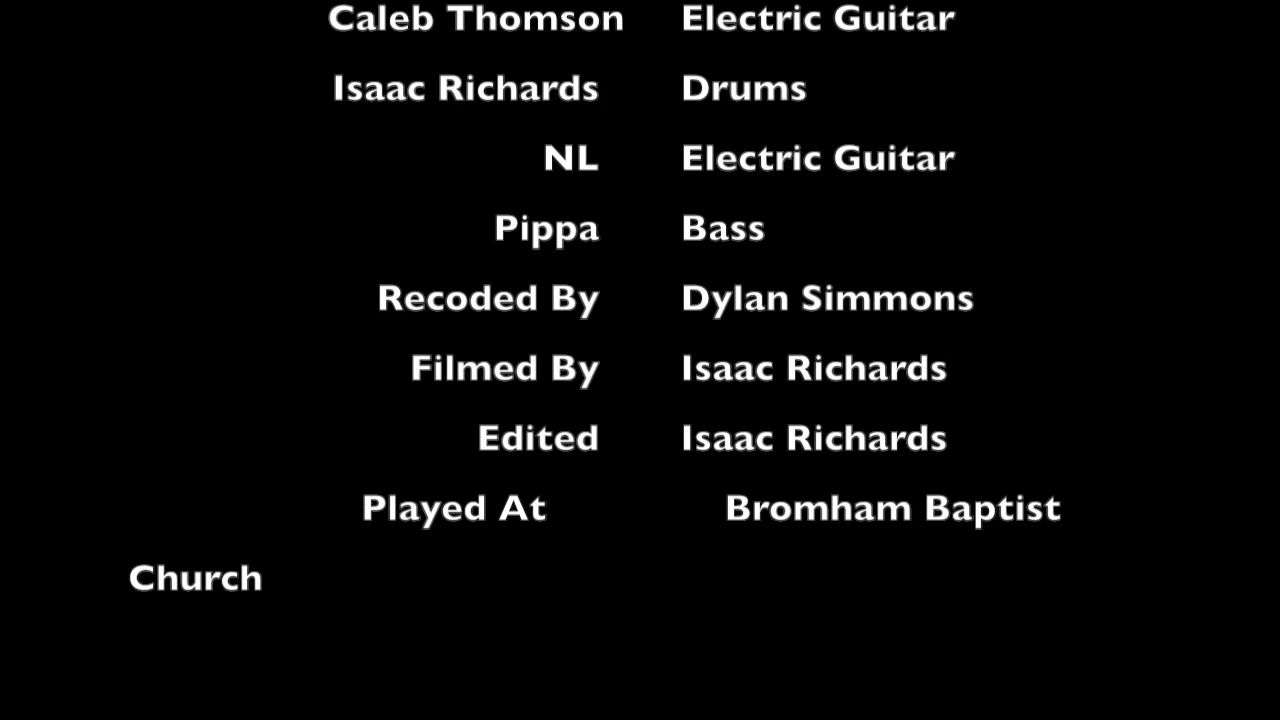 Caleb Thomson Electric Guitar
Isaac Richards Drums
NL Electric Guitar
Pippa Bass
Recoded By Dylan Simmons
Filmed By Isaac Richards
Edited Isaac Richards
Played At Bromham Baptist
Church